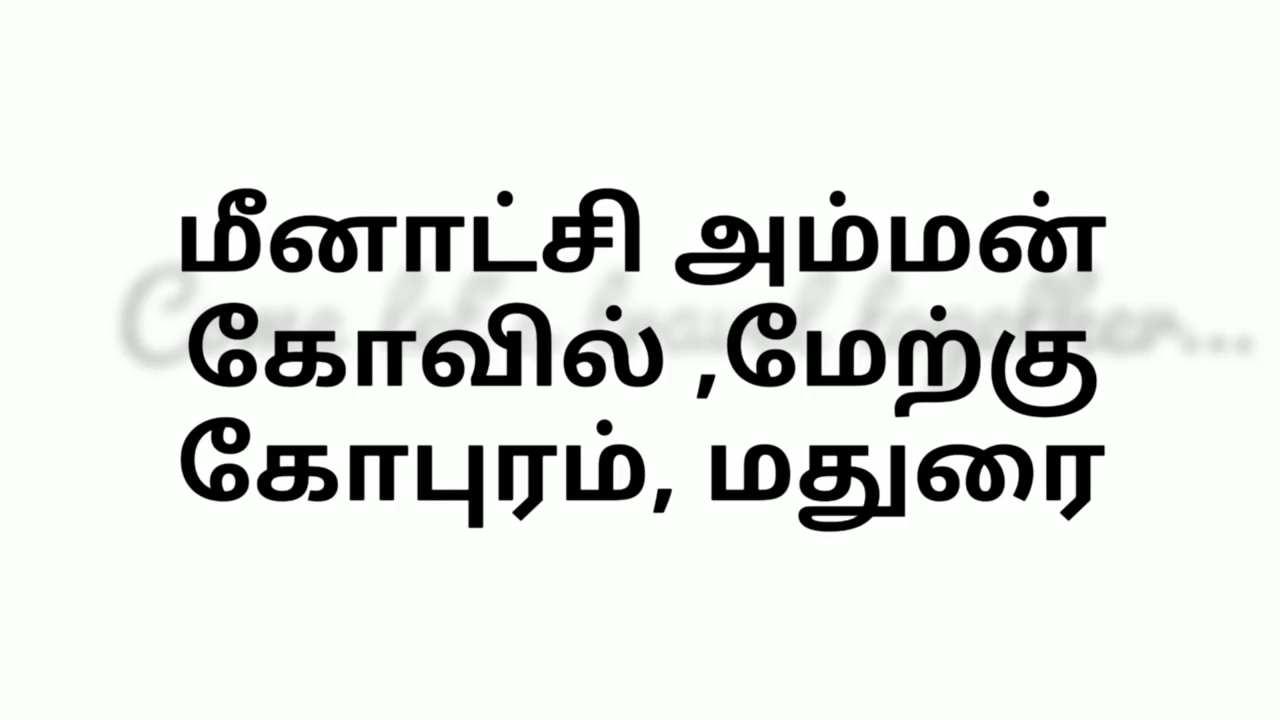 மீனாட்சி அம்மன்
கோவில் ,மேற்கு
கோபுரம், மதுரை